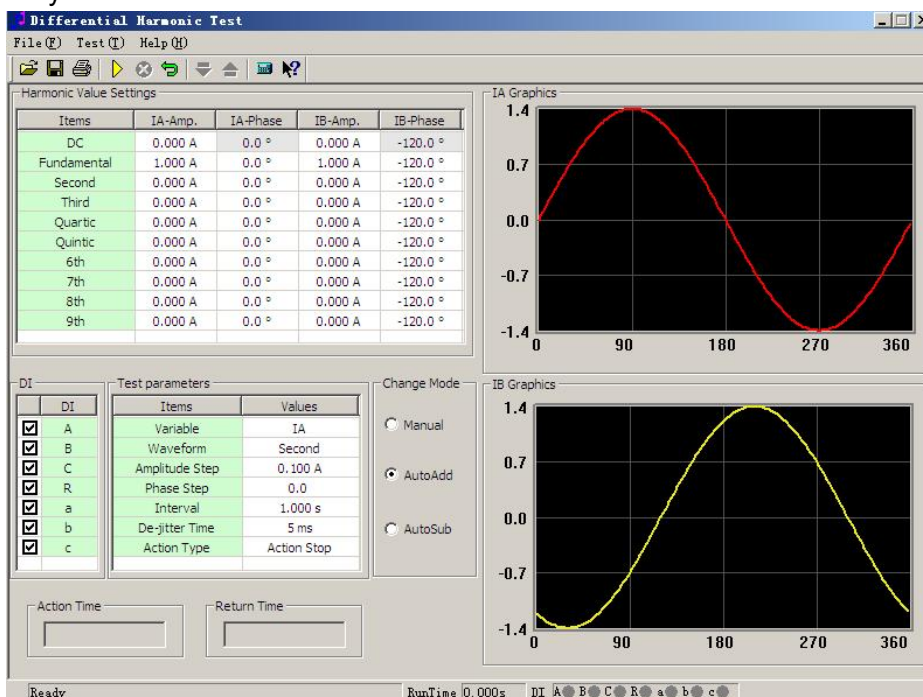 Differential Harmonic Test
File(F) Test(T) Help(H)
Harmonic Value Settings
Items IA-Amp. IA-Phase IB-Amp. IB-Phase
DC 0.000 A 0.0 ° 0.000 A -120.0 °
Fundamental 1.000 A 0.0 ° 1.000 A -120.0 °
Second 0.000 A 0.0 ° 0.000 A -120.0 °
Third 0.000 A 0.0 ° 0.000 A -120.0 °
Quartic 0.000 A 0.0 ° 0.000 A -120.0 °
Quintic 0.000 A 0.0 ° 0.000 A -120.0 °
6th 0.000 A 0.0 ° 0.000 A -120.0 °
7th 0.000 A 0.0 ° 0.000 A -120.0 °
8th 0.000 A 0.0 ° 0.000 A -120.0 °
9th 0.000 A 0.0 ° 0.000 A -120.0 °
IA Graphics
1.4
0.7
0.0
-0.7
-1.4
0 90 180 270 360
DI
DI
A
B
C
R
a
b
c
Test parameters
Items Values
Variable IA
Waveform Second
Amplitude Step 0.100 A
Phase Step 0.0
Interval 1.000 s
De-jitter Time 5 ms
Action Type Action Stop
Change Mode
Manual
AutoAdd
AutoSub
IB Graphics
1.4
0.7
0.0
-0.7
-1.4
0 90 180 270 360
Action Time Return Time
Ready RunTime 0.000s DI A B C R a b c